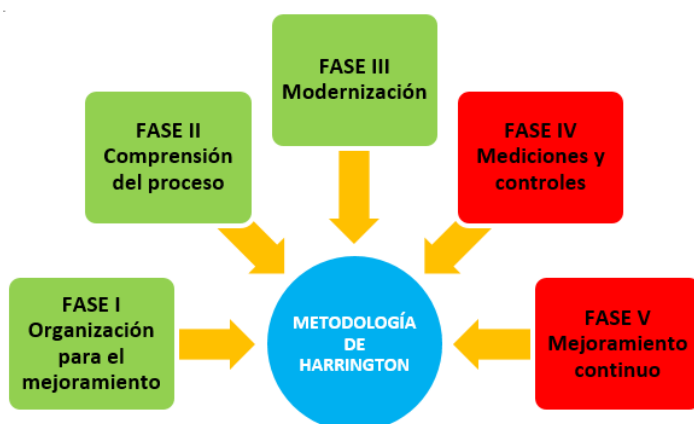 FASE I
Organización
para el
mejoramiento
FASE II
Comprensión
del proceso
FASE III
Modernización
FASE IV
Mediciones y
controles
FASE V
Mejoramiento
continuo
METODOLOGÍA
DE
HARRINGTON